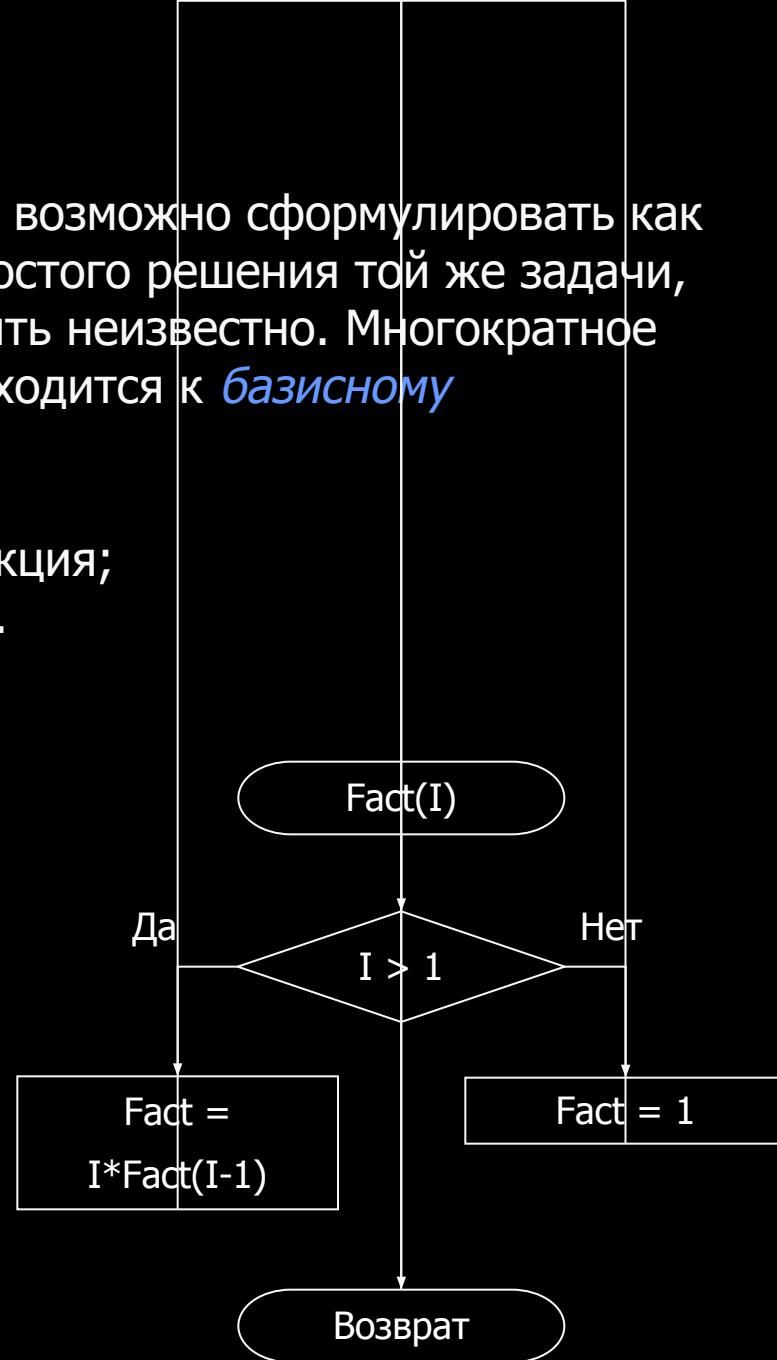 возможно сформулировать как
остого решения той же задачи,
ить неизвестно. Многократное
ходится к базисному
кция;
.
Fact(I)
Да
Нет
I > 1
Fact =
I*Fact(I-1)
Fact = 1
Возврат